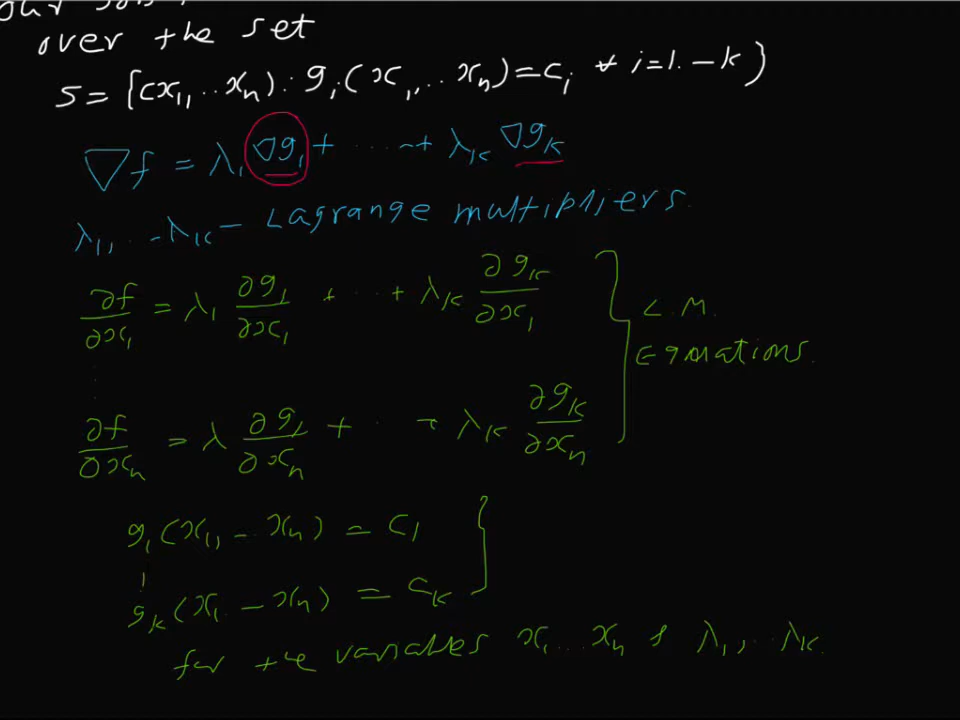 over the set
S = {(x₁, .. xₙ) : gᵢ(x₁, .. xₙ) = cᵢ ∀ i=1. – k}
∇f = λ₁ ∇g₁ + ... + λₖ ∇gₖ
λ₁, .. λₖ – Lagrange multipliers.
∂f/∂x₁ = λ₁ ∂g₁/∂x₁ + .. + λₖ ∂gₖ/∂x₁
L.M.
Equations.
∂f/∂xₙ = λ ∂g₁/∂xₙ + .. + λₖ ∂gₖ/∂xₙ
g₁(x₁, – xₙ) = c₁
gₖ(x₁. – xₙ) = cₖ
for the variables x₁...xₙ & λ₁, .. λₖ.